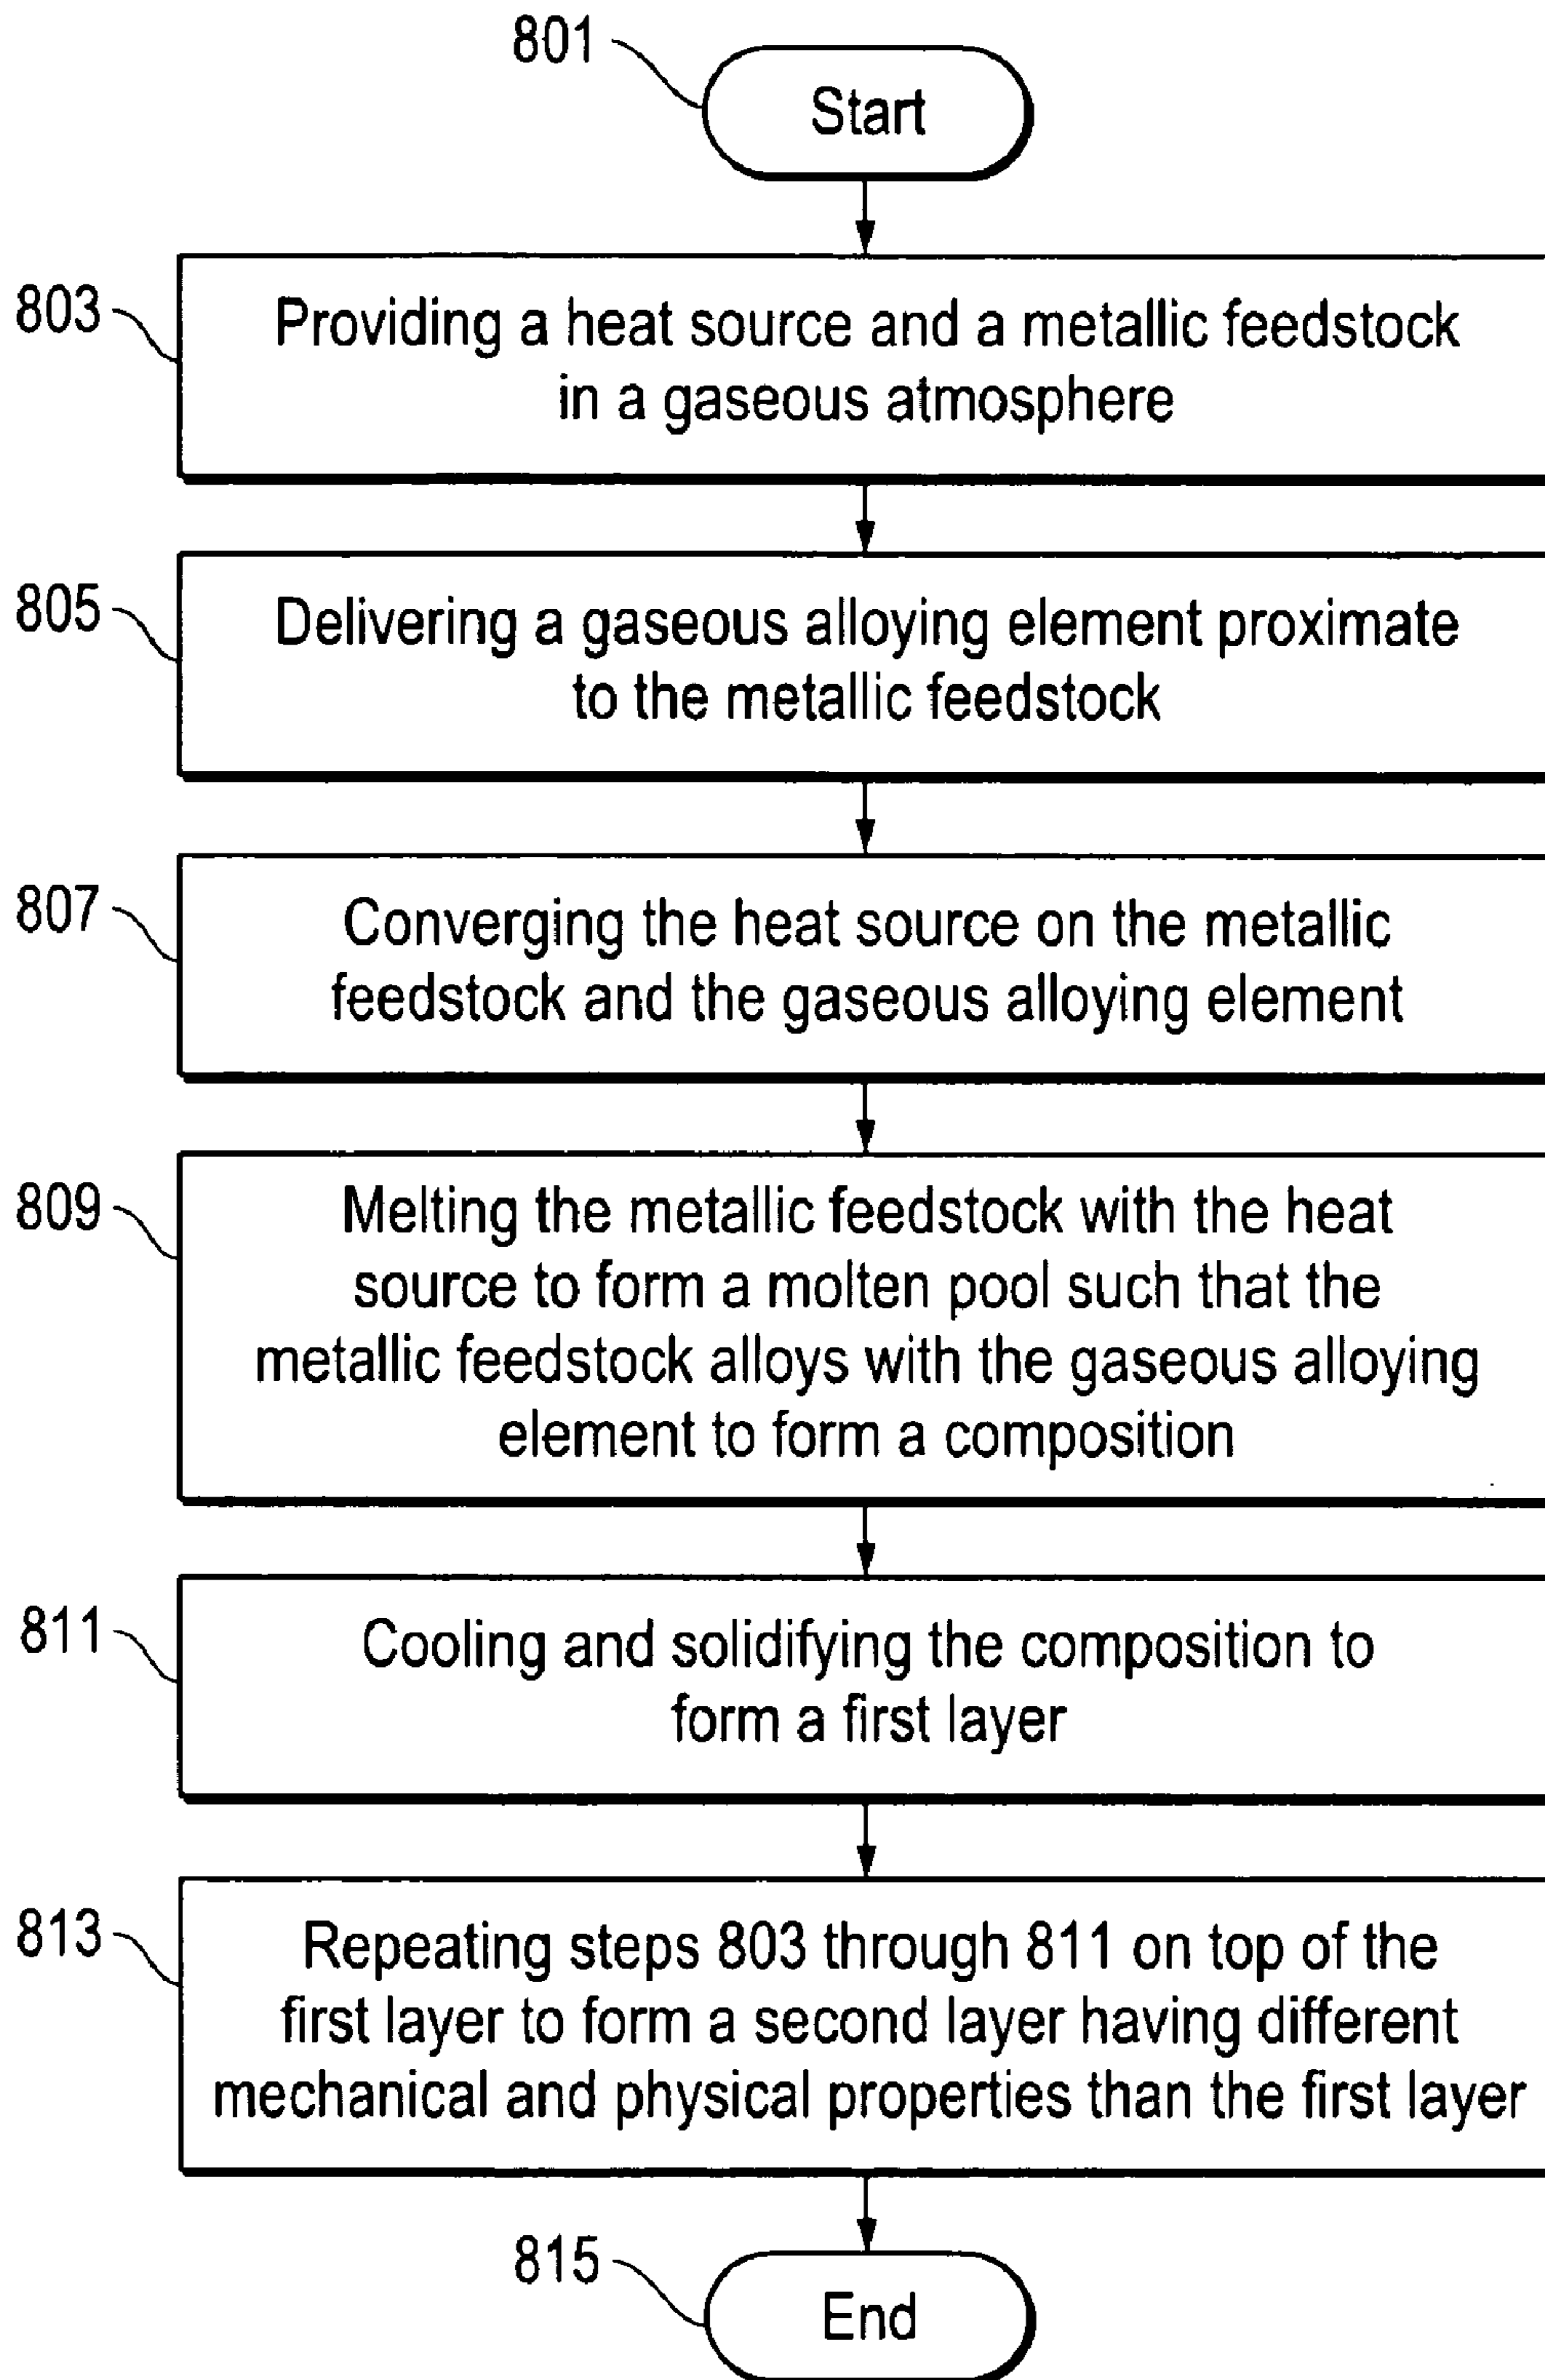 801
Start
803
Providing a heat source and a metallic feedstock
in a gaseous atmosphere
805
Delivering a gaseous alloying element proximate
to the metallic feedstock
807
Converging the heat source on the metallic
feedstock and the gaseous alloying element
809
Melting the metallic feedstock with the heat
source to form a molten pool such that the
metallic feedstock alloys with the gaseous alloying
element to form a composition
811
Cooling and solidifying the composition to
form a first layer
813
Repeating steps 803 through 811 on top of the
first layer to form a second layer having different
mechanical and physical properties than the first layer
815
End